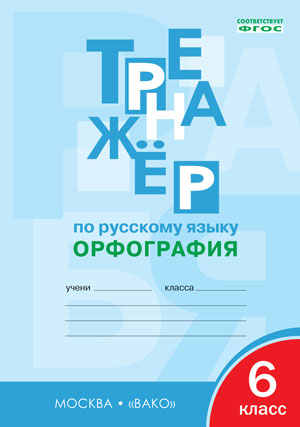 СООТВЕТСТВУЕТ
ФГОС
ТРЕНАЖЁР
по русскому языку
ОРФОГРАФИЯ
учени класса
6
класс
МОСКВА • «ВАКО»